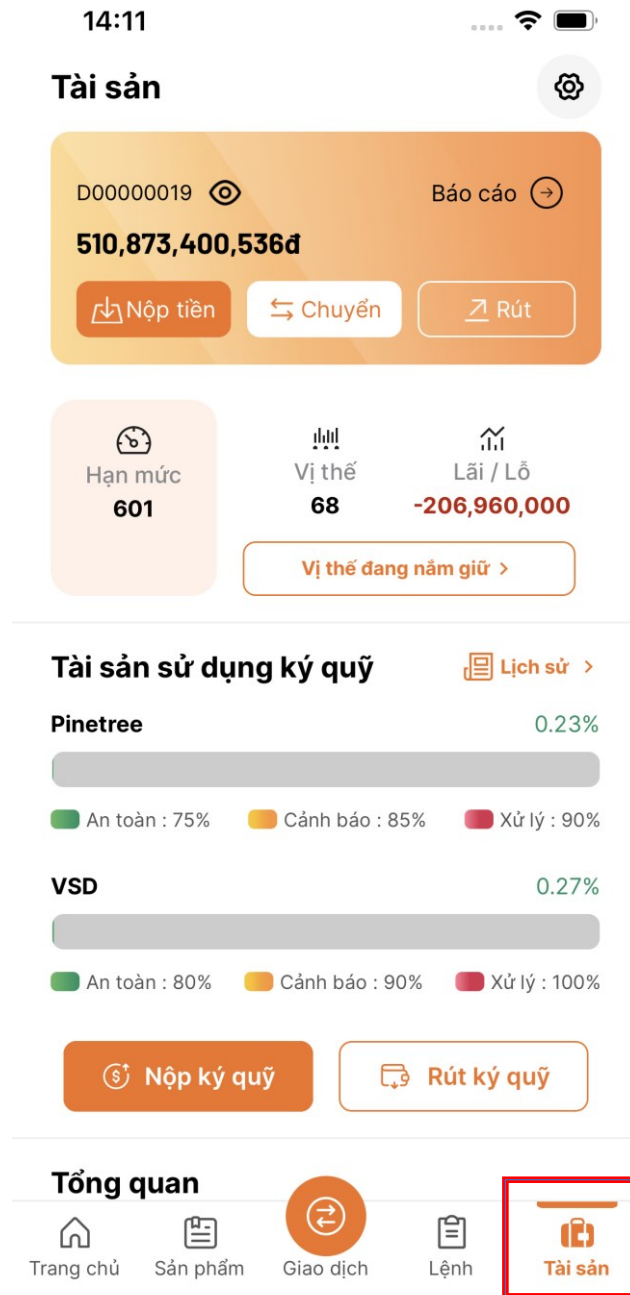 14:11
Tài sản
D00000019
Báo cáo
510,873,400,536đ
Nộp tiền
Chuyển
Rút
Hạn mức
601
Vị thế
68
Lãi / Lỗ
-206,960,000
Vị thế đang nắm giữ >
Tài sản sử dụng ký quỹ
Lịch sử >
Pinetree
0.23%
An toàn : 75%
Cảnh báo : 85%
Xử lý : 90%
VSD
0.27%
An toàn : 80%
Cảnh báo : 90%
Xử lý : 100%
Nộp ký quỹ
Rút ký quỹ
Tổng quan
Trang chủ
Sản phẩm
Giao dịch
Lệnh
Tài sản